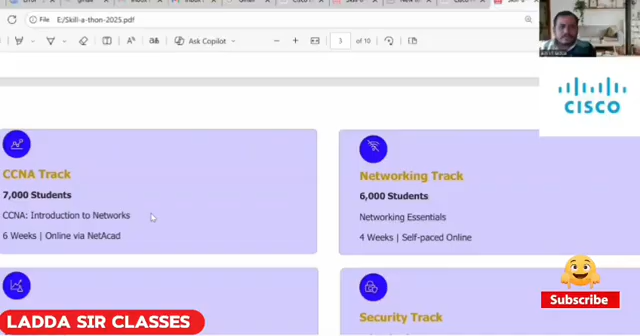 gmail
File
E:/Skill-a-thon-2025.pdf
Ask Copilot
3 of 10
CISCO
CCNA Track
7,000 Students
CCNA: Introduction to Networks
6 Weeks | Online via NetAcad
Networking Track
6,000 Students
Networking Essentials
4 Weeks | Self-paced Online
Security Track
LADDA SIR CLASSES
Subscribe